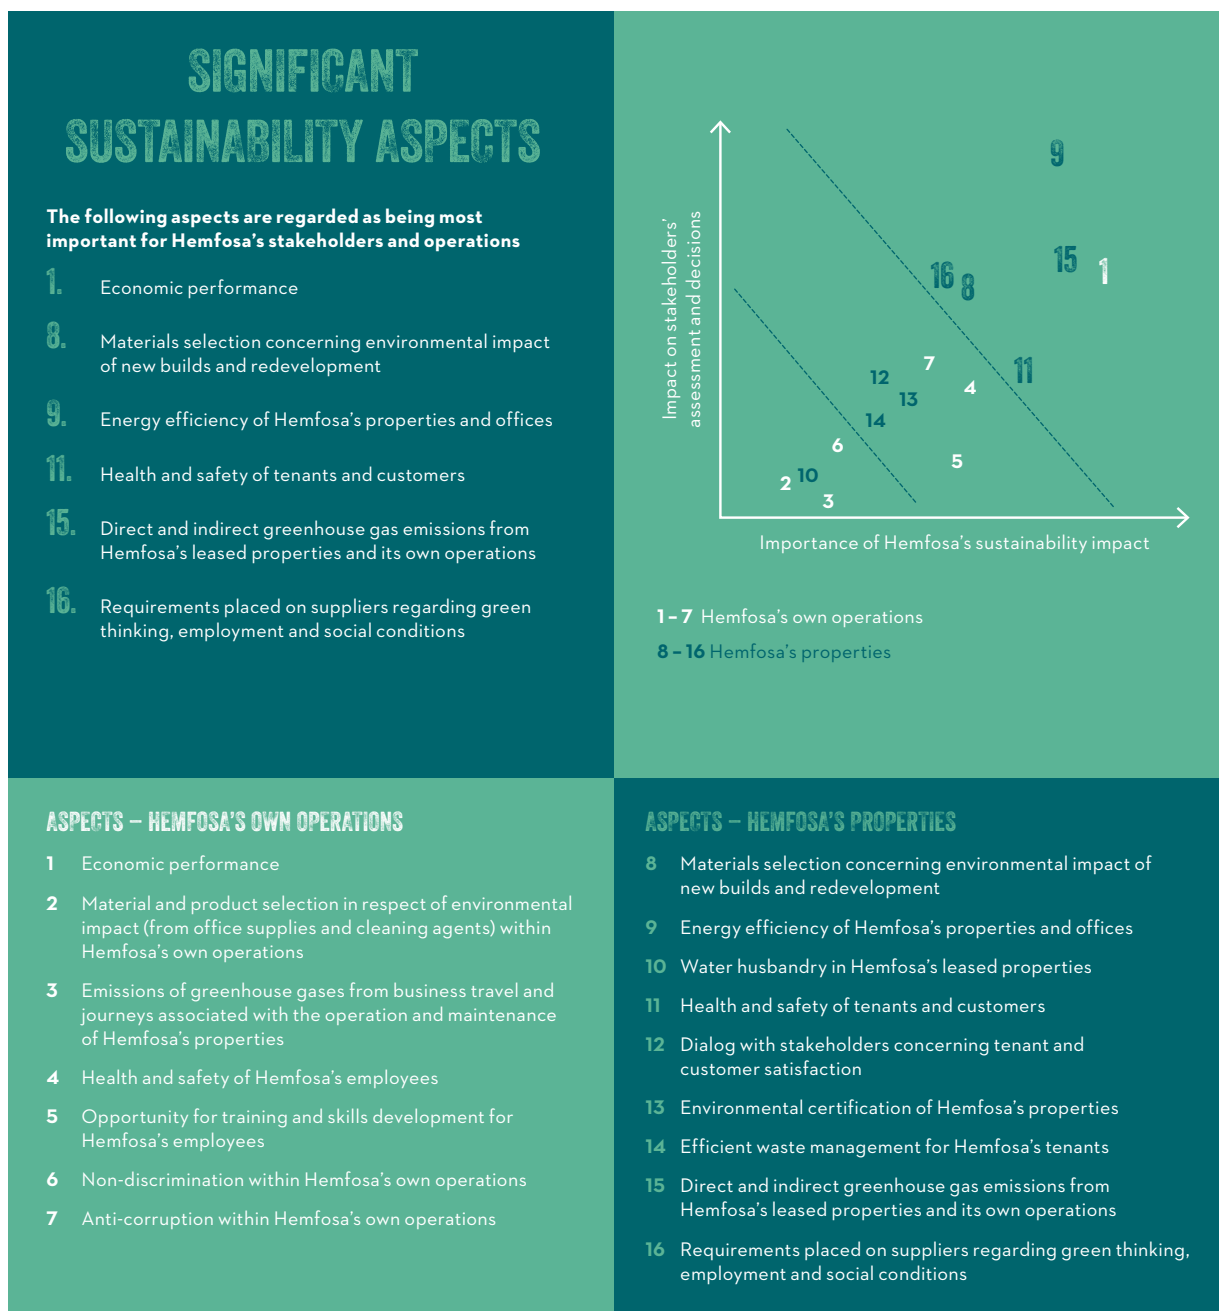 SIGNIFICANT
SUSTAINABILITY ASPECTS
The following aspects are regarded as being most
important for Hemfosa's stakeholders and operations
1. Economic performance
8. Materials selection concerning environmental impact
of new builds and redevelopment
9. Energy efficiency of Hemfosa's properties and offices
11. Health and safety of tenants and customers
15. Direct and indirect greenhouse gas emissions from
Hemfosa's leased properties and its own operations
16. Requirements placed on suppliers regarding green
thinking, employment and social conditions
Impact on stakeholders'
assessment and decisions
9
15
1
16
8
7
11
12
4
13
14
6
5
10
2
3
Importance of Hemfosa's sustainability impact
1 – 7 Hemfosa's own operations
8 – 16 Hemfosa's properties
ASPECTS – HEMFOSA'S OWN OPERATIONS
1 Economic performance
2 Material and product selection in respect of environmental
impact (from office supplies and cleaning agents) within
Hemfosa's own operations
3 Emissions of greenhouse gases from business travel and
journeys associated with the operation and maintenance
of Hemfosa's properties
4 Health and safety of Hemfosa's employees
5 Opportunity for training and skills development for
Hemfosa's employees
6 Non-discrimination within Hemfosa's own operations
7 Anti-corruption within Hemfosa's own operations
ASPECTS – HEMFOSA'S PROPERTIES
8 Materials selection concerning environmental impact of
new builds and redevelopment
9 Energy efficiency of Hemfosa's properties and offices
10 Water husbandry in Hemfosa's leased properties
11 Health and safety of tenants and customers
12 Dialog with stakeholders concerning tenant and
customer satisfaction
13 Environmental certification of Hemfosa's properties
14 Efficient waste management for Hemfosa's tenants
15 Direct and indirect greenhouse gas emissions from
Hemfosa's leased properties and its own operations
16 Requirements placed on suppliers regarding green thinking,
employment and social conditions